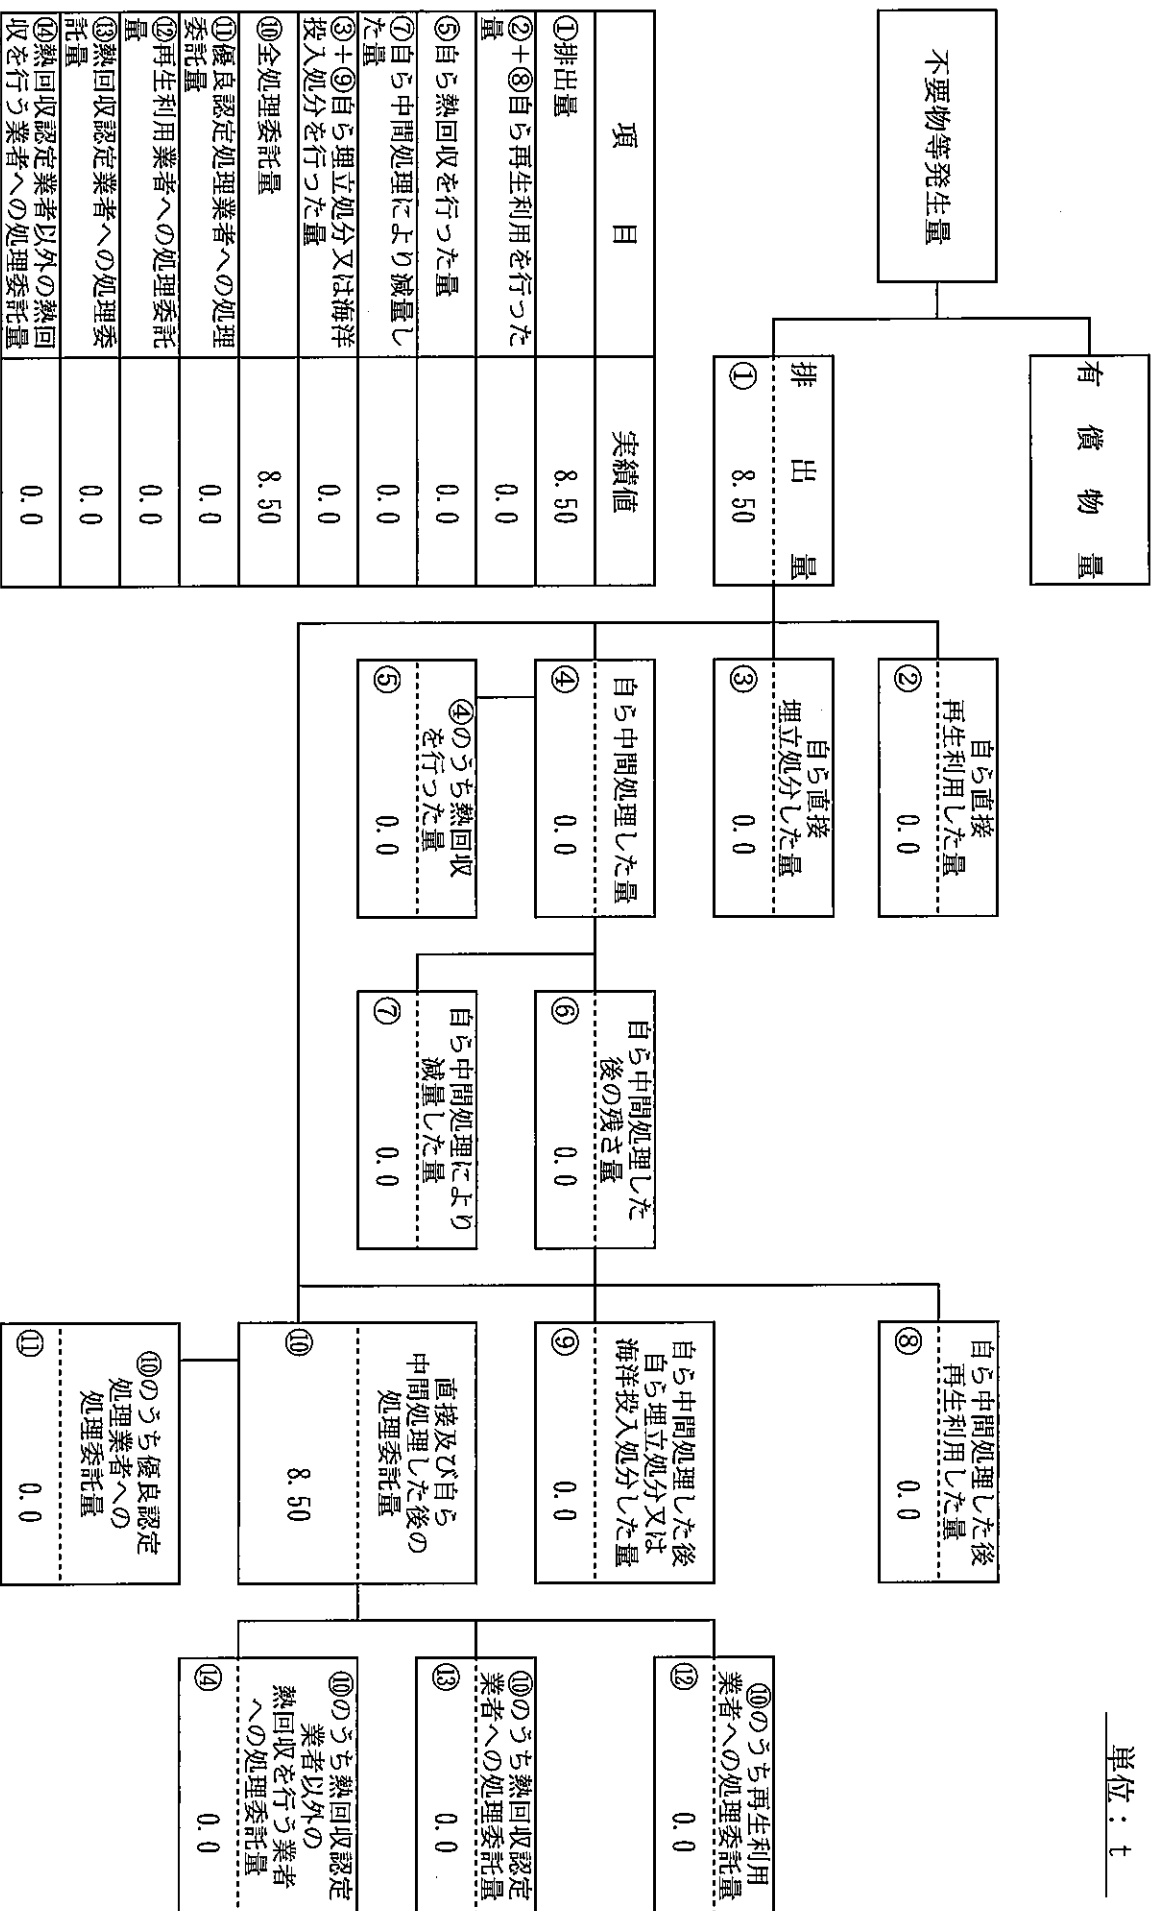 単位：t
有償物量
不要物等発生量
排出量
① 8.50
自ら直接
再生利用した量
② 0.0
自ら直接
埋立処分した量
③ 0.0
自ら中間処理した量
④ 0.0
④のうち熱回収
を行った量
⑤ 0.0
自ら中間処理した
後の残さ量
⑥ 0.0
自ら中間処理により
減量した量
⑦ 0.0
自ら中間処理した後
再生利用した量
⑧ 0.0
自ら中間処理した後
自ら埋立処分又は
海洋投入処分した量
⑨ 0.0
直接及び自ら
中間処理した後の
処理委託量
⑩ 8.50
⑩のうち優良認定
処理業者への
処理委託量
⑪ 0.0
⑩のうち再生利用
業者への処理委託量
⑫ 0.0
⑩のうち熱回収認定
業者への処理委託量
⑬ 0.0
⑩のうち熱回収認定
業者以外の
熱回収を行う業者
への処理委託量
⑭ 0.0
項目 実績値
①排出量 8.50
②＋⑧自ら再生利用を行った
量 0.0
⑤自ら熱回収を行った量 0.0
⑦自ら中間処理により減量し
た量 0.0
③＋⑨自ら埋立処分又は海洋
投入処分を行った量 0.0
⑩全処理委託量 8.50
⑪優良認定処理業者への処理
委託量 0.0
⑫再生利用業者への処理委託
量 0.0
⑬熱回収認定業者への処理委
託量 0.0
⑭熱回収認定業者以外の熱回
収を行う業者への処理委託量 0.0